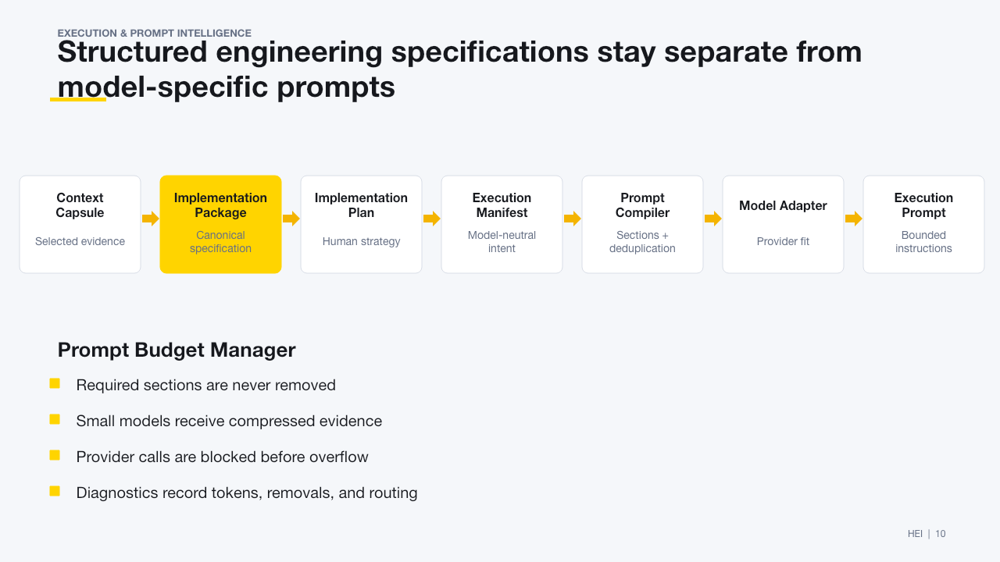 EXECUTION & PROMPT INTELLIGENCE
Structured engineering specifications stay separate from
model-specific prompts
Context
Capsule
Selected evidence
Implementation
Package
Canonical
specification
Implementation
Plan
Human strategy
Execution
Manifest
Model-neutral
intent
Prompt
Compiler
Sections +
deduplication
Model Adapter
Provider fit
Execution
Prompt
Bounded
instructions
Prompt Budget Manager
Required sections are never removed
Small models receive compressed evidence
Provider calls are blocked before overflow
Diagnostics record tokens, removals, and routing
HEI | 10